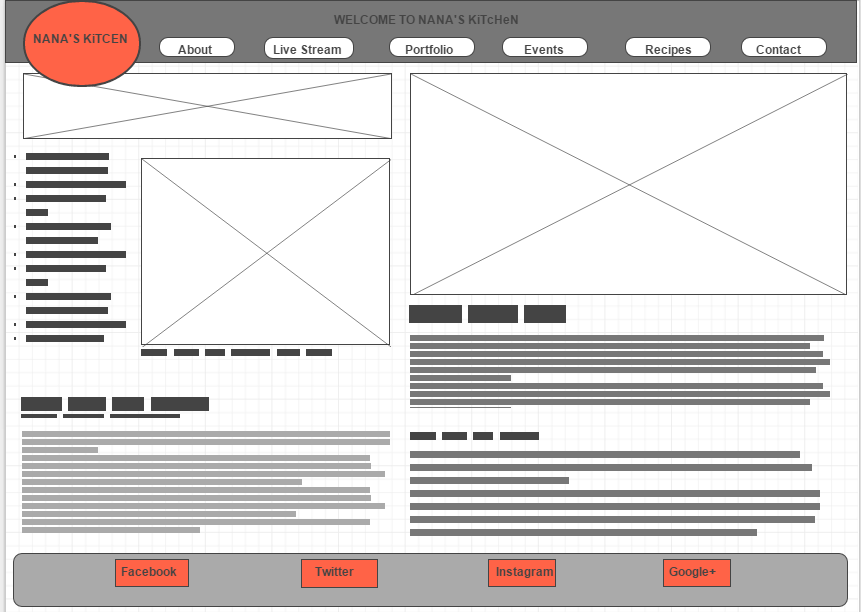 WELCOME TO NANA'S KiTcHeN
NANA'S KiTCEN
About
Live Stream
Portfolio
Events
Recipes
Contact
Facebook
Twitter
Instagram
Google+